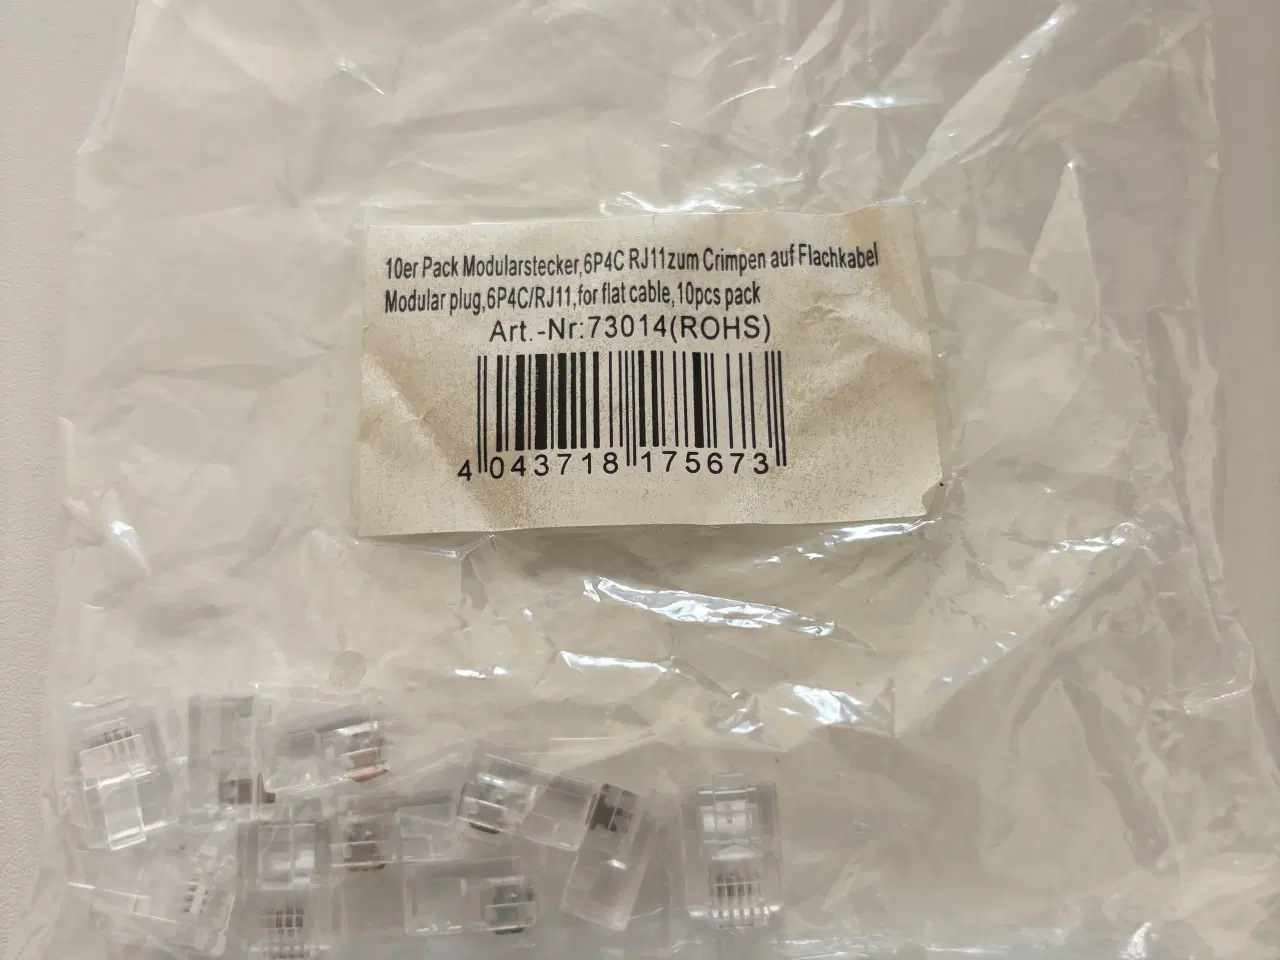 10er Pack Modularstecker,6P4C RJ11zum Crimpen auf Flachkabel
Modular plug,6P4C/RJ11,for flat cable,10pcs pack
Art.-Nr:73014(ROHS)
4 043718 175673